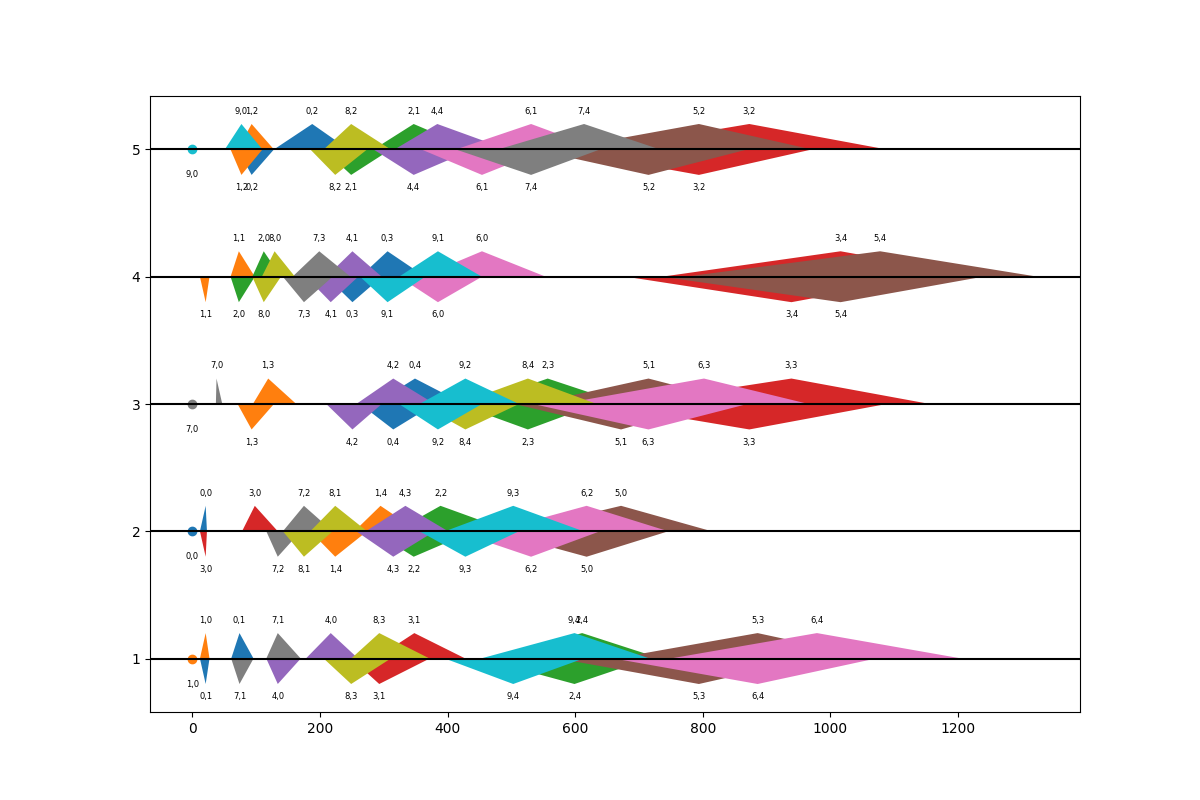 9,0 1,2 0,2 8,2 2,1 4,4 6,1 7,4 5,2 3,2
5
9,0
1,2 0,2 8,2 2,1 4,4 6,1 7,4 5,2 3,2
1,1 2,0 8,0 7,3 4,1 0,3 9,1 6,0 3,4 5,4
4
1,1 2,0 8,0 7,3 4,1 0,3 9,1 6,0 3,4 5,4
7,0 1,3 4,2 0,4 9,2 8,4 2,3 5,1 6,3 3,3
3
7,0
1,3 4,2 0,4 9,2 8,4 2,3 5,1 6,3 3,3
0,0 3,0 7,2 8,1 1,4 4,3 2,2 9,3 6,2 5,0
2
0,0
3,0 7,2 8,1 1,4 4,3 2,2 9,3 6,2 5,0
1,0 0,1 7,1 4,0 8,3 3,1 9,4 2,4 5,3 6,4
1
1,0
0,1 7,1 4,0 8,3 3,1 9,4 2,4 5,3 6,4
0 200 400 600 800 1000 1200